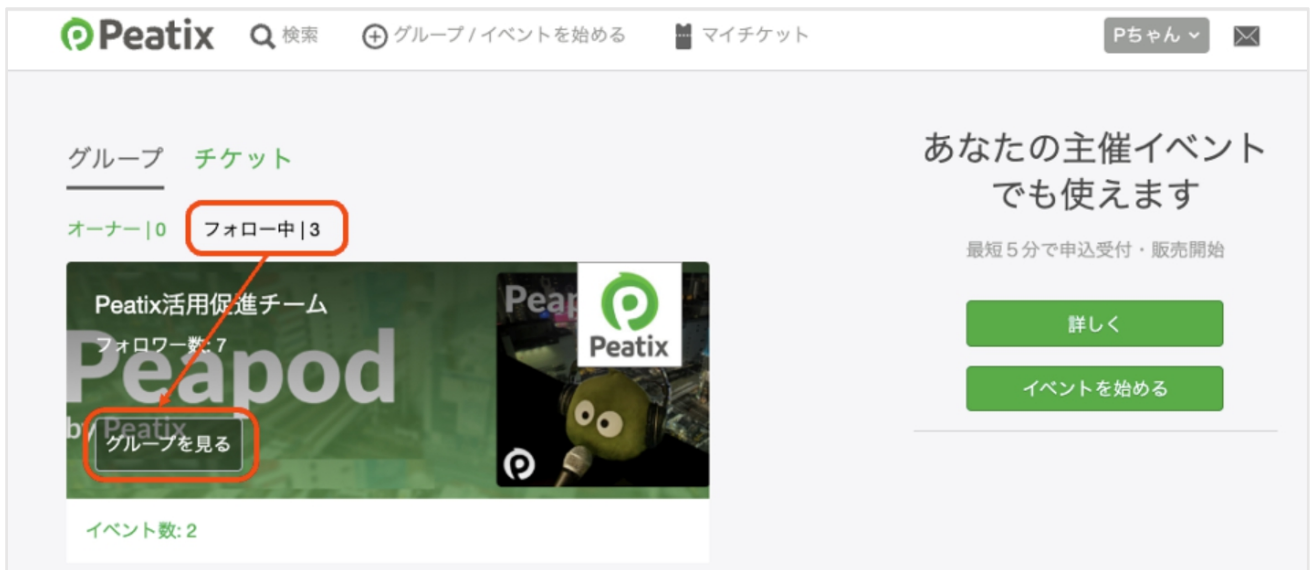 Peatix
検索
グループ / イベントを始める
マイチケット
Pちゃん
グループ
チケット
オーナー | 0
フォロー中 | 3
Peatix活用促進チーム
フォロワー数: 7
Peapod
by Peatix
グループを見る
Peap
Peatix
イベント数: 2
あなたの主催イベント
でも使えます
最短５分で申込受付・販売開始
詳しく
イベントを始める